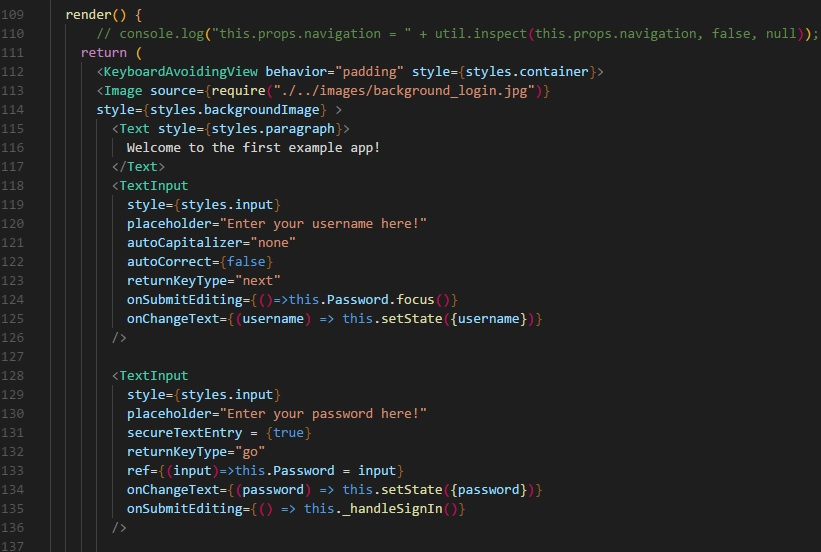 109 render() {
110 // console.log("this.props.navigation = " + util.inspect(this.props.navigation, false, null));
111 return (
112 <KeyboardAvoidingView behavior="padding" style={styles.container}>
113 <Image source={require("./../images/background_login.jpg")}
114 style={styles.backgroundImage} >
115 <Text style={styles.paragraph}>
116 Welcome to the first example app!
117 </Text>
118 <TextInput
119 style={styles.input}
120 placeholder="Enter your username here!"
121 autoCapitalizer="none"
122 autoCorrect={false}
123 returnKeyType="next"
124 onSubmitEditing={()=>this.Password.focus()}
125 onChangeText={(username) => this.setState({username})}
126 />
127
128 <TextInput
129 style={styles.input}
130 placeholder="Enter your password here!"
131 secureTextEntry = {true}
132 returnKeyType="go"
133 ref={(input)=>this.Password = input}
134 onChangeText={(password) => this.setState({password})}
135 onSubmitEditing={() => this._handleSignIn()}
136 />
137